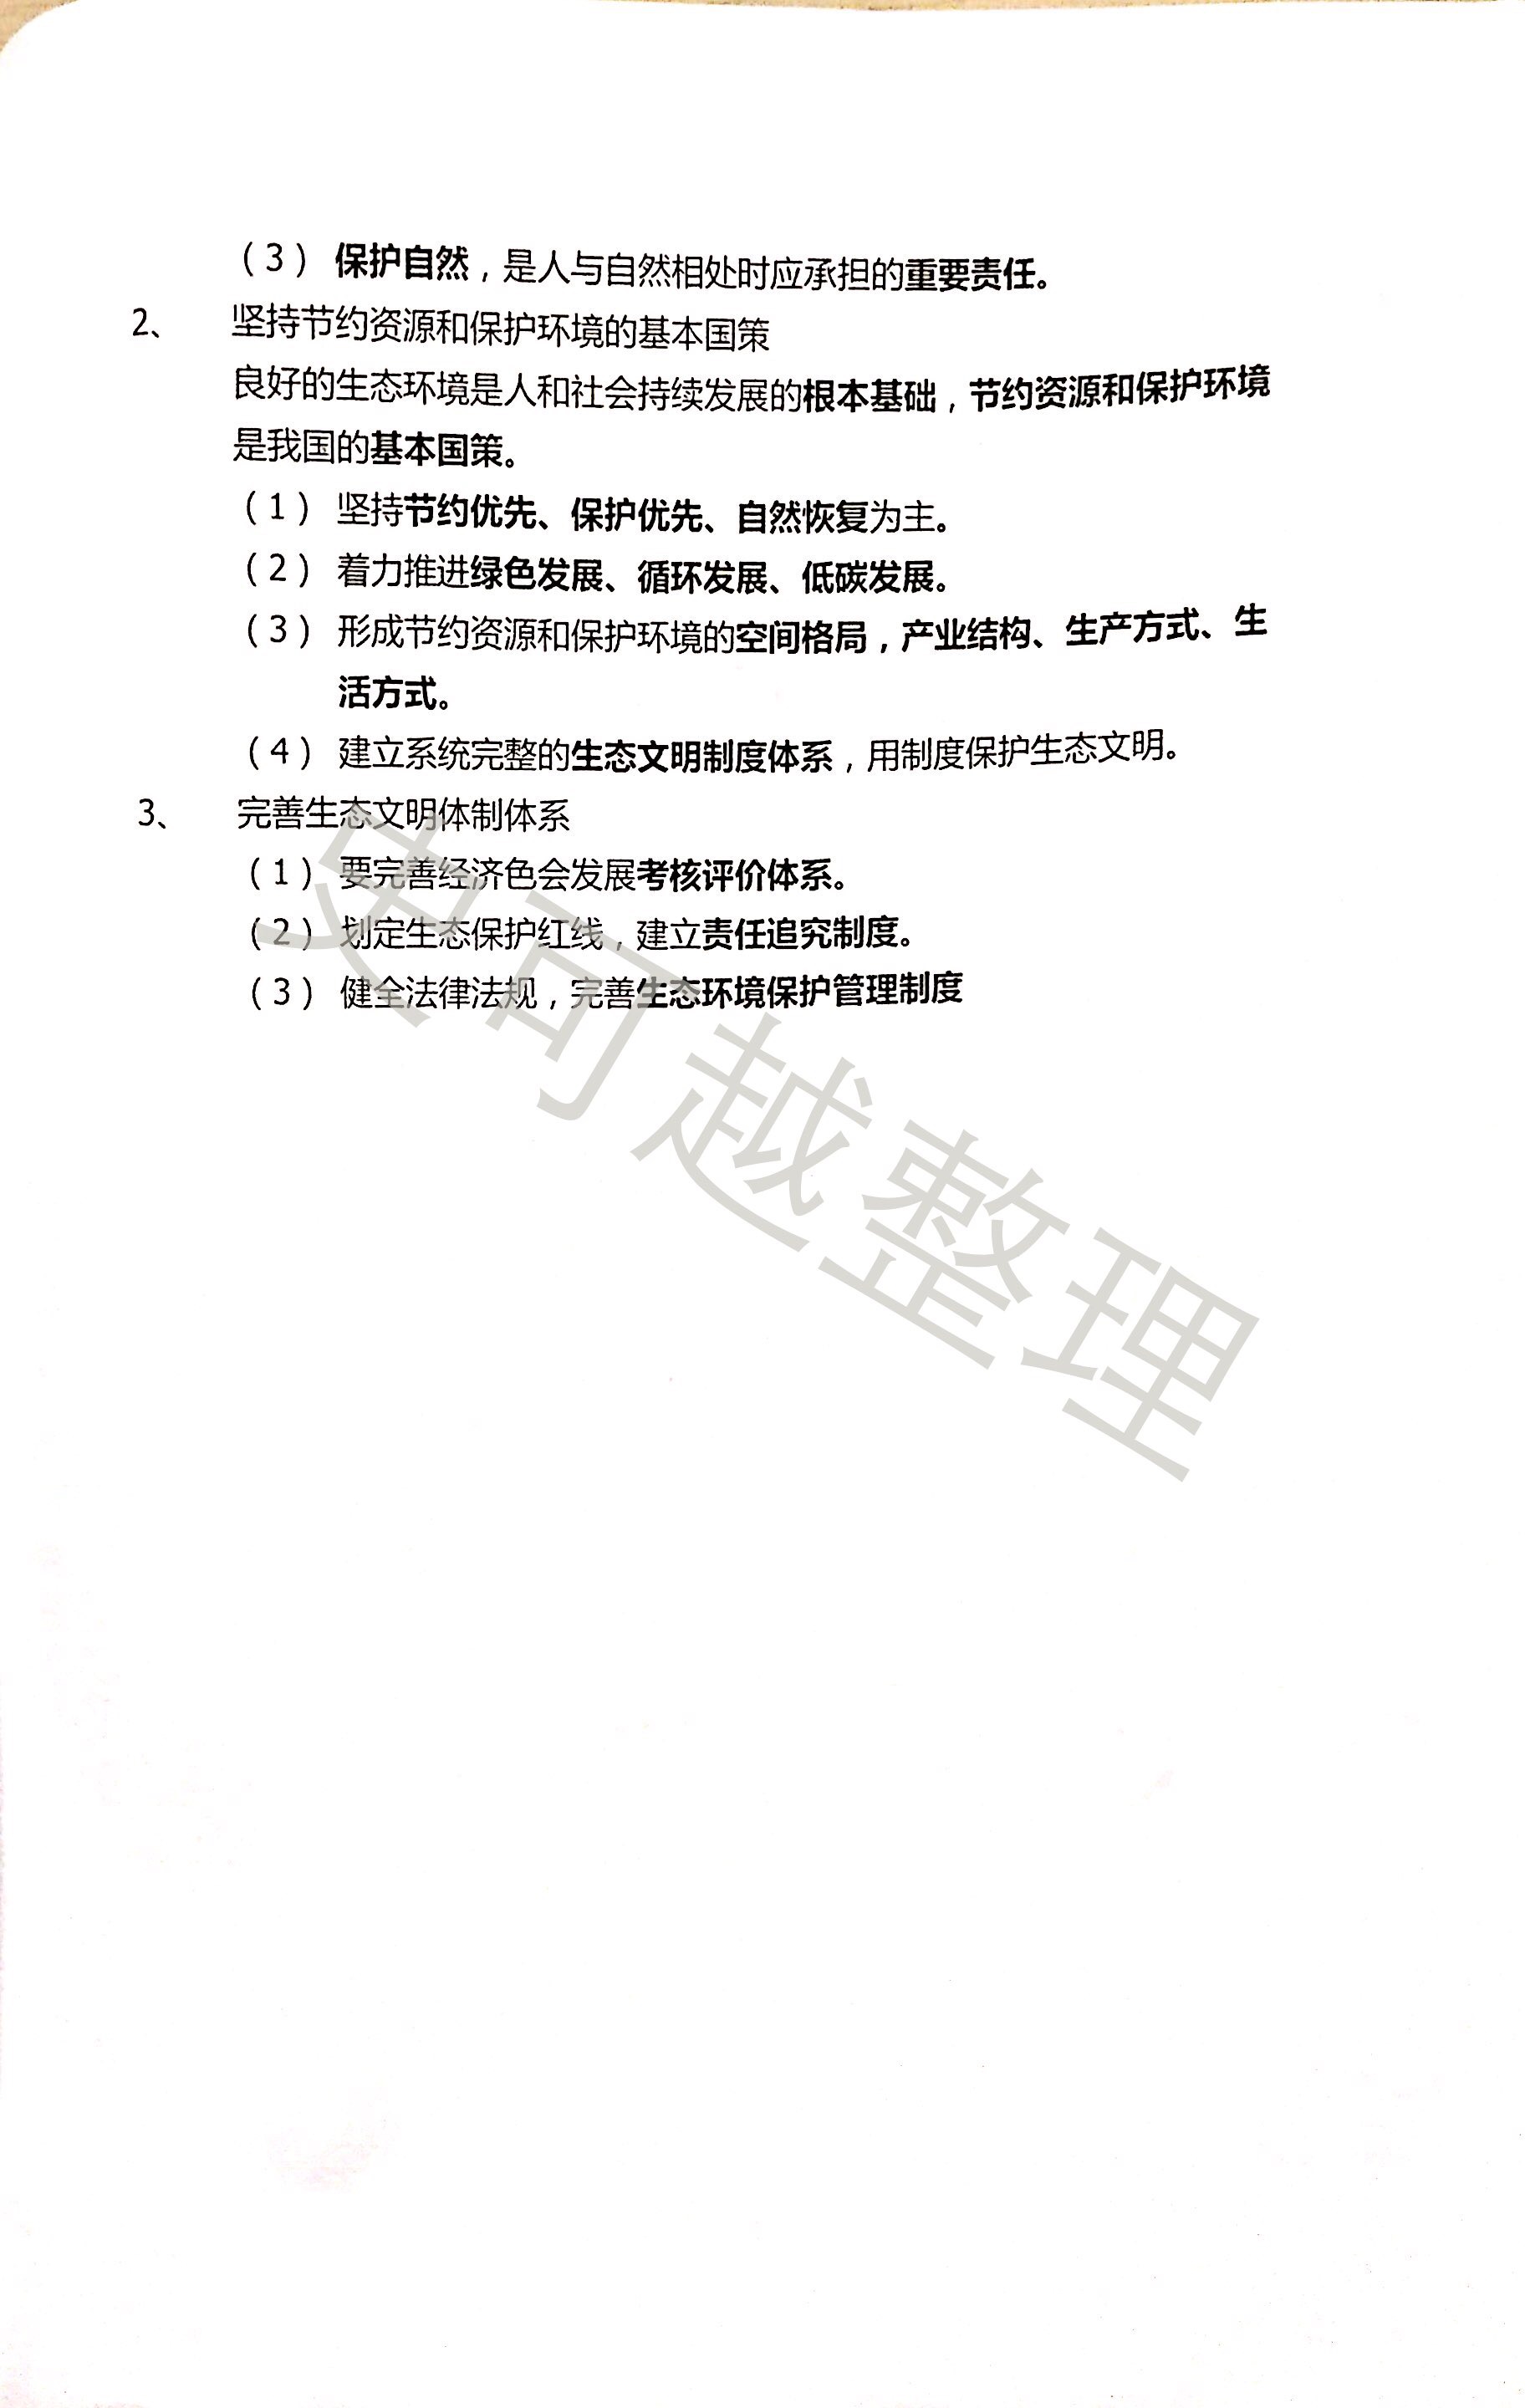 （3） 保护自然，是人与自然相处时应承担的重要责任。
2、 坚持节约资源和保护环境的基本国策
良好的生态环境是人和社会持续发展的根本基础，节约资源和保护环境
是我国的基本国策。
（1） 坚持节约优先、保护优先、自然恢复为主。
（2） 着力推进绿色发展、循环发展、低碳发展。
（3） 形成节约资源和保护环境的空间格局，产业结构、生产方式、生
活方式。
（4） 建立系统完整的生态文明制度体系，用制度保护生态文明。
3、 完善生态文明体制体系
（1） 要完善经济色会发展考核评价体系。
（2） 划定生态保护红线，建立责任追究制度。
（3） 健全法律法规，完善生态环境保护管理制度
史可越整理